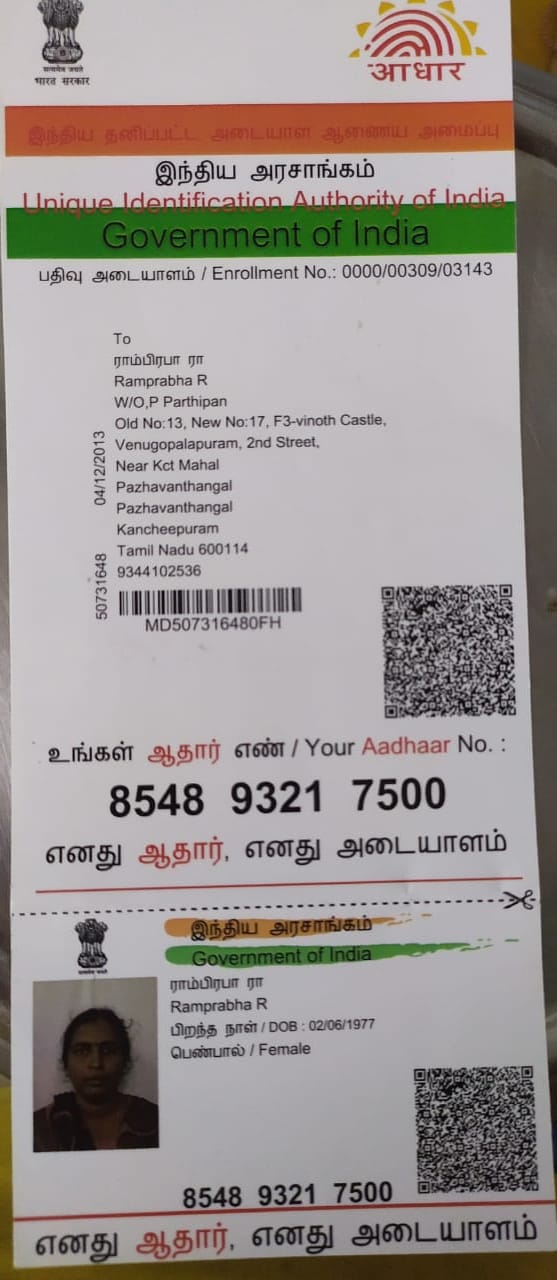 सत्यमेव जयते
भारत सरकार
आधार
இந்திய தனிப்பட்ட அடையாள ஆணைய அமைப்பு
இந்திய அரசாங்கம்
Unique Identification Authority of India
Government of India
பதிவு அடையாளம் / Enrollment No.: 0000/00309/03143
To
ராம்பிரபா ரா
Ramprabha R
W/O,P Parthipan
Old No:13, New No:17, F3-vinoth Castle,
Venugopalapuram, 2nd Street,
Near Kct Mahal
Pazhavanthangal
Pazhavanthangal
Kancheepuram
Tamil Nadu 600114
9344102536
04/12/2013
50731648
MD507316480FH
உங்கள் ஆதார் எண் / Your Aadhaar No. :
8548 9321 7500
எனது ஆதார், எனது அடையாளம்
இந்திய அரசாங்கம்
Government of India
ராம்பிரபா ரா
Ramprabha R
பிறந்த நாள் / DOB : 02/06/1977
பெண்பால் / Female
8548 9321 7500
எனது ஆதார், எனது அடையாளம்